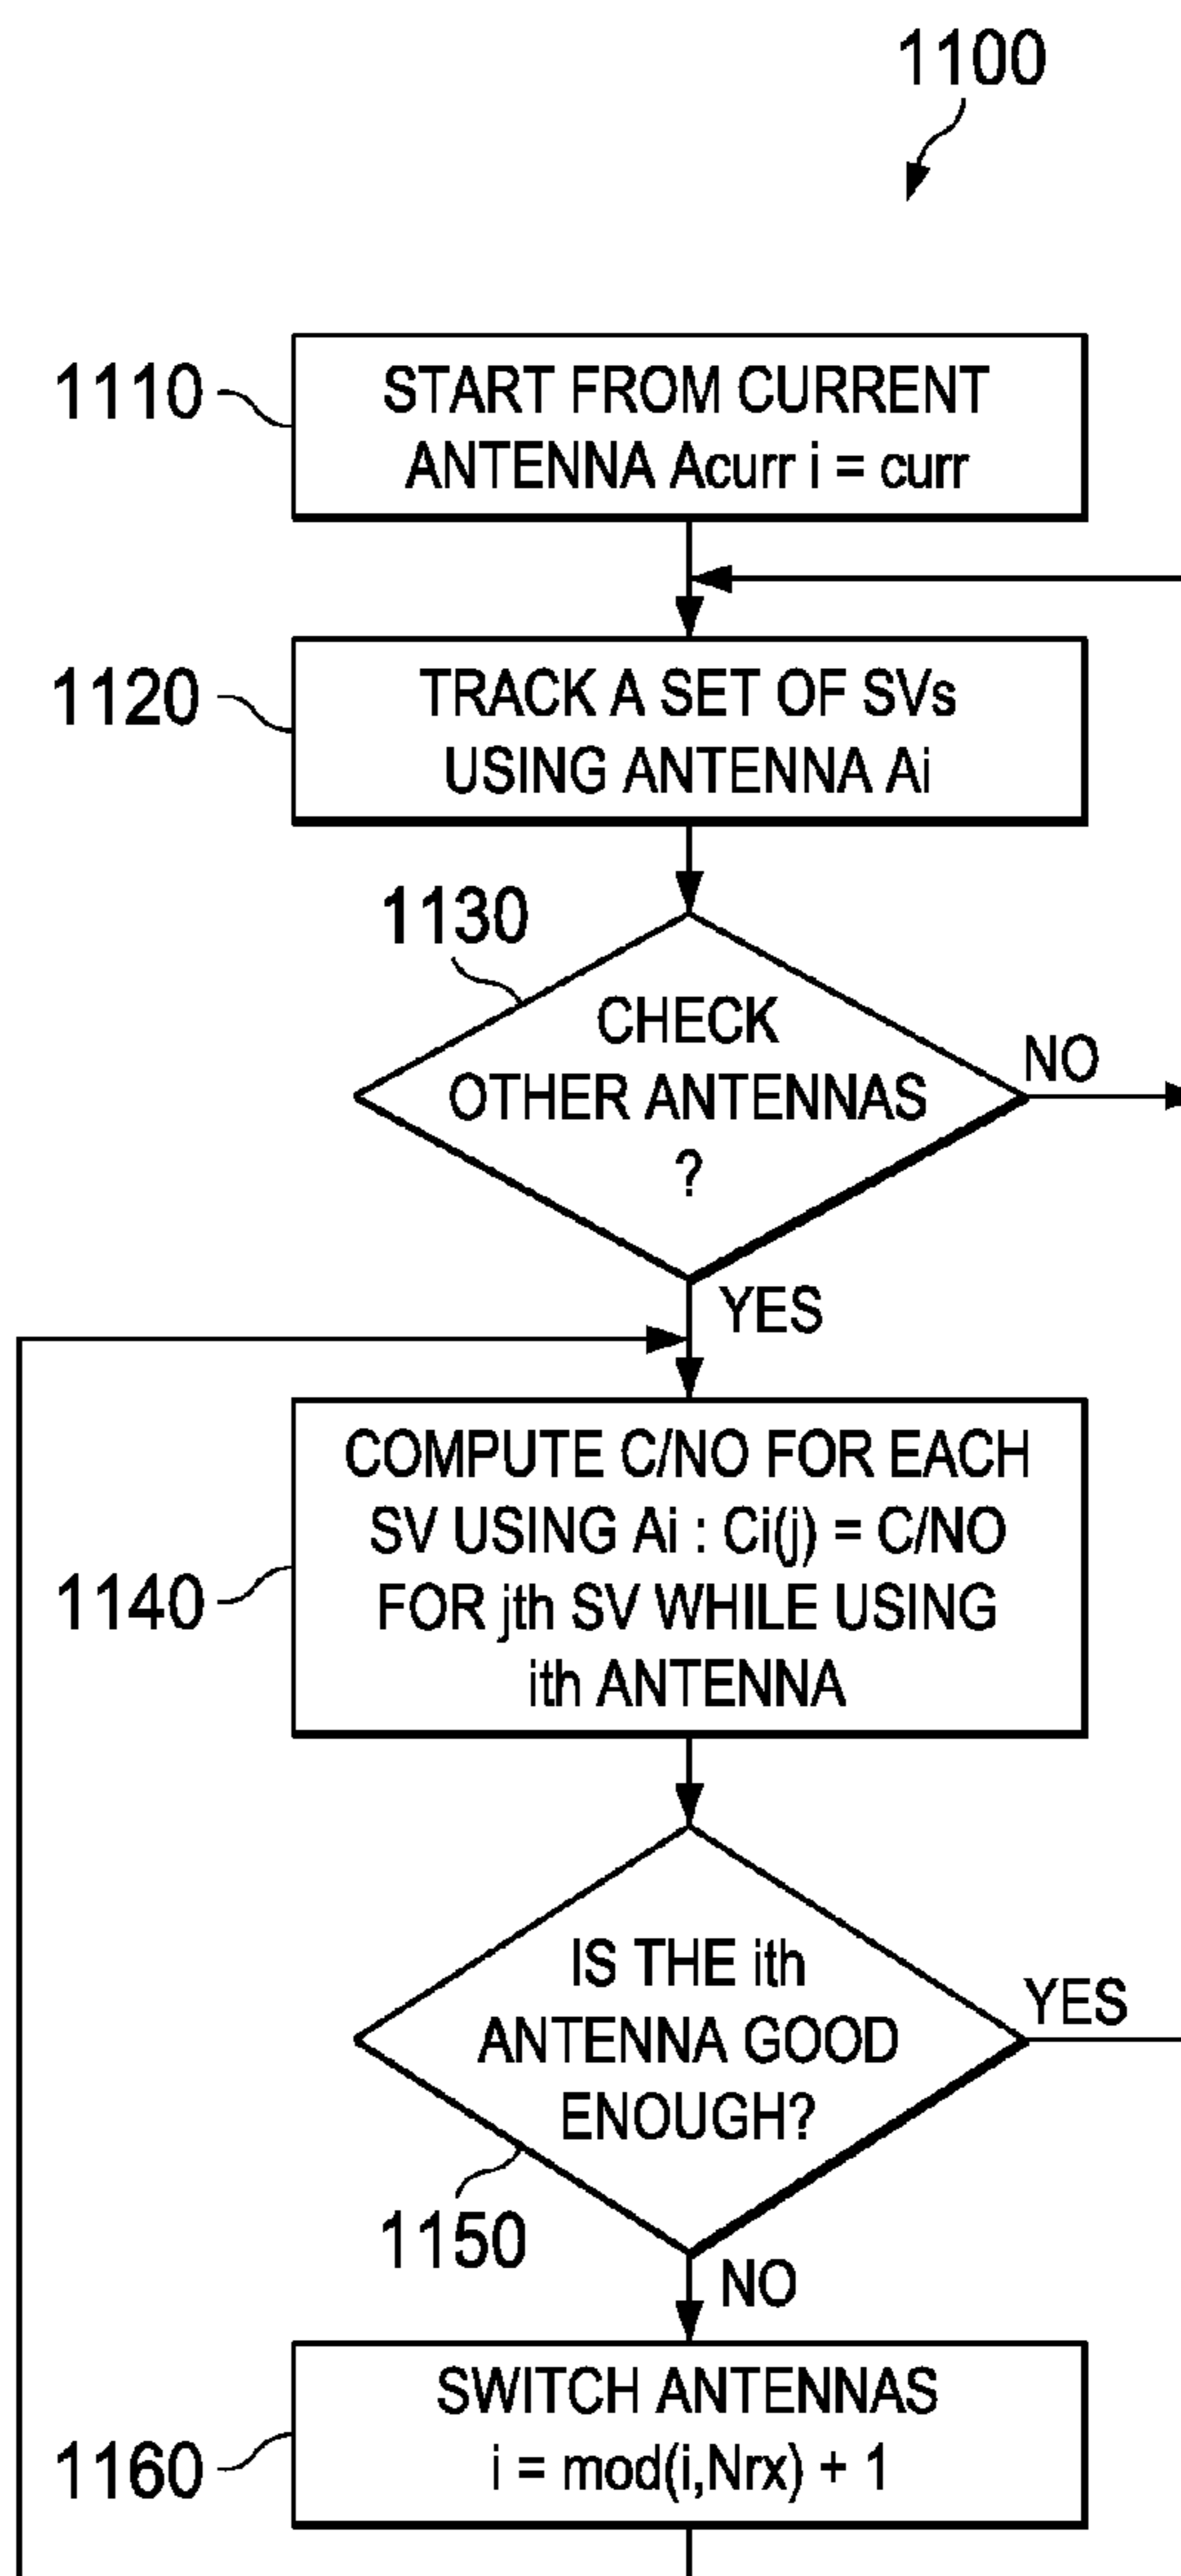 1100
1110
START FROM CURRENT
ANTENNA Acurr i = curr
1120
TRACK A SET OF SVs
USING ANTENNA Ai
1130
CHECK
OTHER ANTENNAS
?
NO
YES
1140
COMPUTE C/NO FOR EACH
SV USING Ai : Ci(j) = C/NO
FOR jth SV WHILE USING
ith ANTENNA
IS THE ith
ANTENNA GOOD
ENOUGH?
YES
1150
NO
1160
SWITCH ANTENNAS
i = mod(i,Nrx) + 1